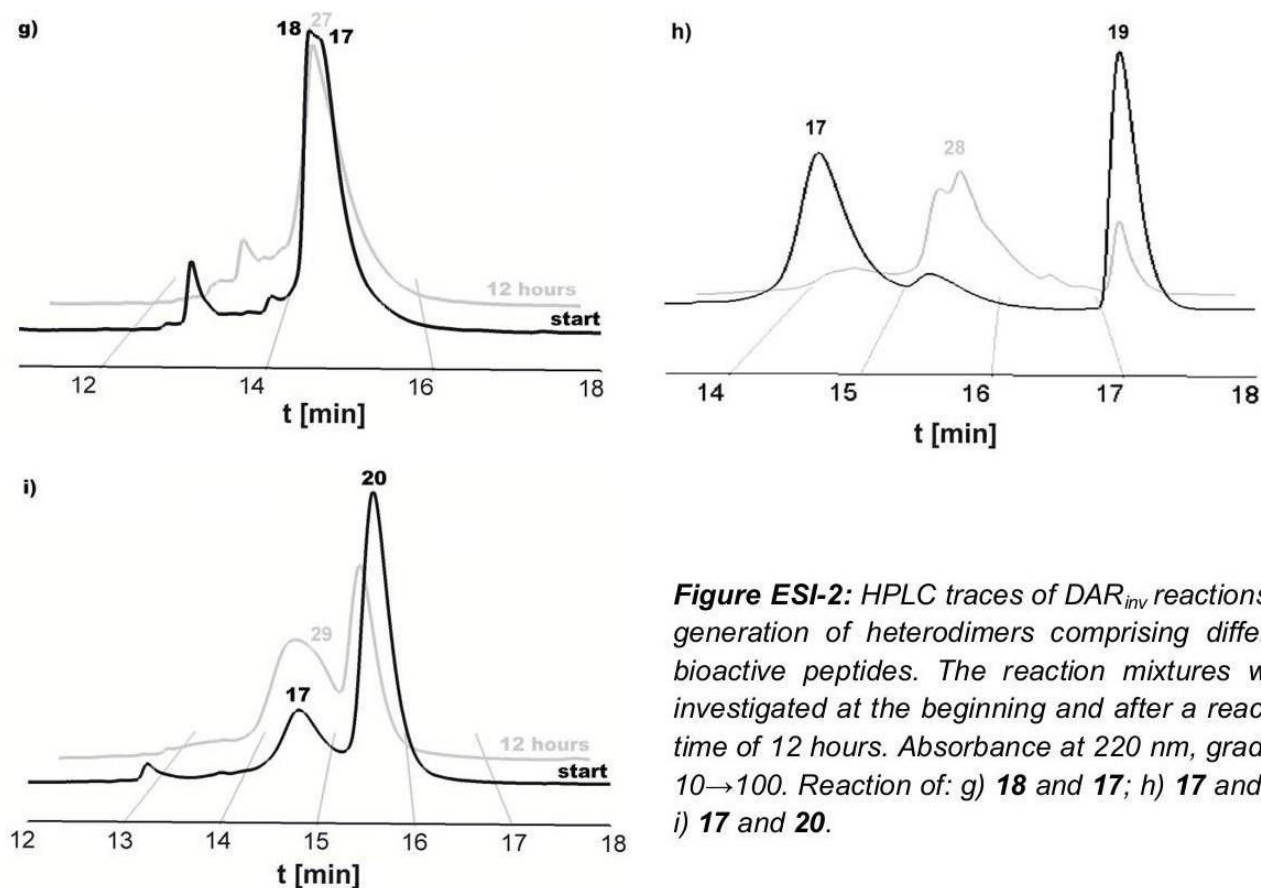 g)
18 27 17
12 hours
start
12 14 16 18
t [min]
h)
19
17
28
14 15 16 17 18
t [min]
i)
20
29
17
12 hours
start
12 13 14 15 16 17 18
t [min]
Figure ESI-2: HPLC traces of DARinv reactions
generation of heterodimers comprising
bioactive peptides. The reaction mixtures
investigated at the beginning and after a
time of 12 hours. Absorbance at 220 nm,
10→100. Reaction of: g) 18 and 17; h) 17 and
i) 17 and 20.